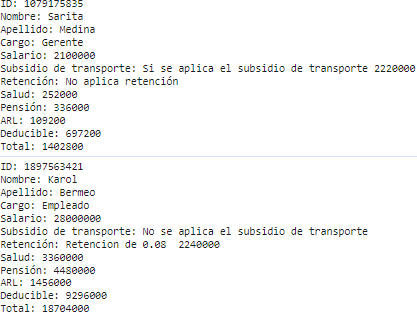 ID: 1079175835
Nombre: Sarita
Apellido: Medina
Cargo: Gerente
Salario: 2100000
Subsidio de transporte: Si se aplica el subsidio de transporte 2220000
Retención: No aplica retención
Salud: 252000
Pensión: 336000
ARL: 109200
Deducible: 697200
Total: 1402800
ID: 1897563421
Nombre: Karol
Apellido: Bermeo
Cargo: Empleado
Salario: 28000000
Subsidio de transporte: No se aplica el subsidio de transporte
Retención: Retencion de 0.08  2240000
Salud: 3360000
Pensión: 4480000
ARL: 1456000
Deducible: 9296000
Total: 18704000